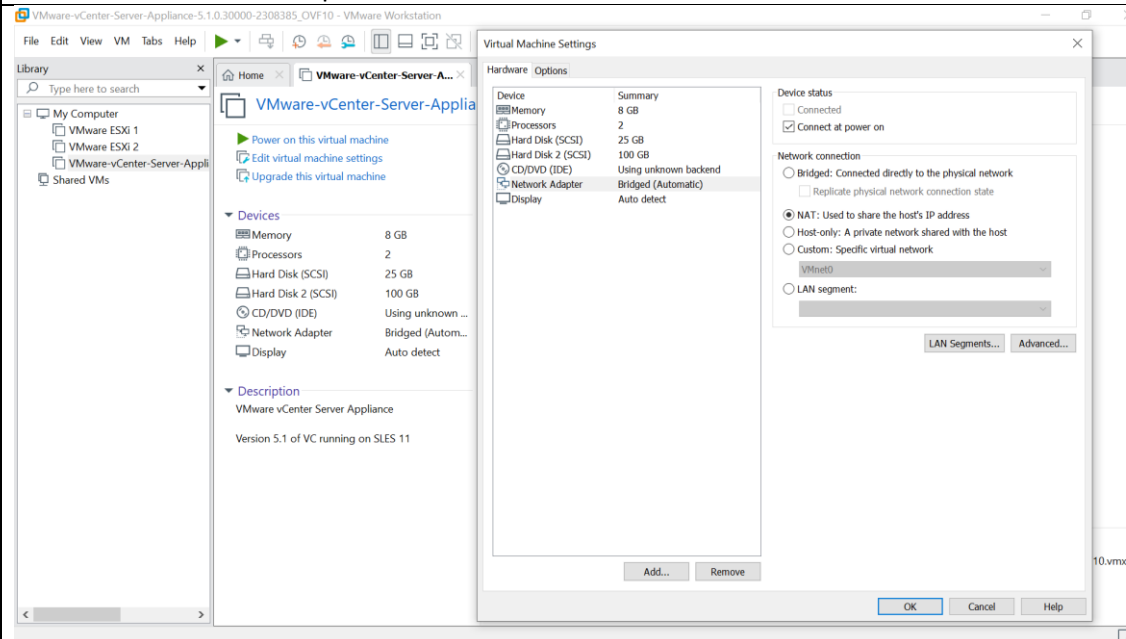 VMware-vCenter-Server-Appliance-5.1.0.30000-2308385_OVF10 - VMware Workstation
File Edit View VM Tabs Help
Library
Type here to search
My Computer
VMware ESXi 1
VMware ESXi 2
VMware-vCenter-Server-Appli
Shared VMs
Home
VMware-vCenter-Server-A...
VMware-vCenter-Server-Applia
Power on this virtual machine
Edit virtual machine settings
Upgrade this virtual machine
Devices
Memory 8 GB
Processors 2
Hard Disk (SCSI) 25 GB
Hard Disk 2 (SCSI) 100 GB
CD/DVD (IDE) Using unknown ...
Network Adapter Bridged (Autom...
Display Auto detect
Description
VMware vCenter Server Appliance
Version 5.1 of VC running on SLES 11
Virtual Machine Settings
Hardware Options
Device Summary
Memory 8 GB
Processors 2
Hard Disk (SCSI) 25 GB
Hard Disk 2 (SCSI) 100 GB
CD/DVD (IDE) Using unknown backend
Network Adapter Bridged (Automatic)
Display Auto detect
Add... Remove
Device status
Connected
Connect at power on
Network connection
Bridged: Connected directly to the physical network
Replicate physical network connection state
NAT: Used to share the host's IP address
Host-only: A private network shared with the host
Custom: Specific virtual network
VMnet0
LAN segment:
LAN Segments... Advanced...
OK Cancel Help
10.vmx